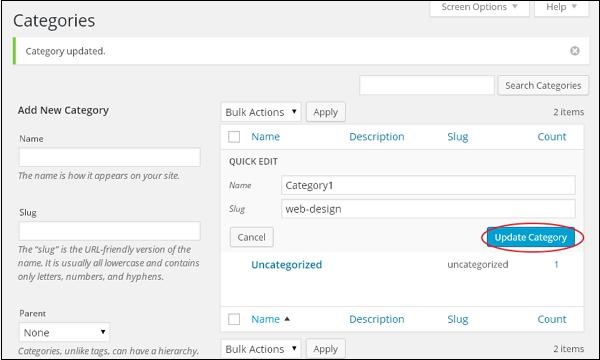 Screen Options ▼ Help ▼
Categories
Category updated.
Search Categories
Add New Category
Bulk Actions ▼ Apply 2 items
Name Description Slug Count
Name
QUICK EDIT
The name is how it appears on your site.
Name Category1
Slug web-design
Slug
Cancel Update Category
The “slug” is the URL-friendly version of the
name. It is usually all lowercase and contains
only letters, numbers, and hyphens.
Uncategorized uncategorized 1
Parent
None ▼
Name ▲ Description Slug Count
Categories, unlike tags, can have a hierarchy.
Bulk Actions ▼ Apply 2 items